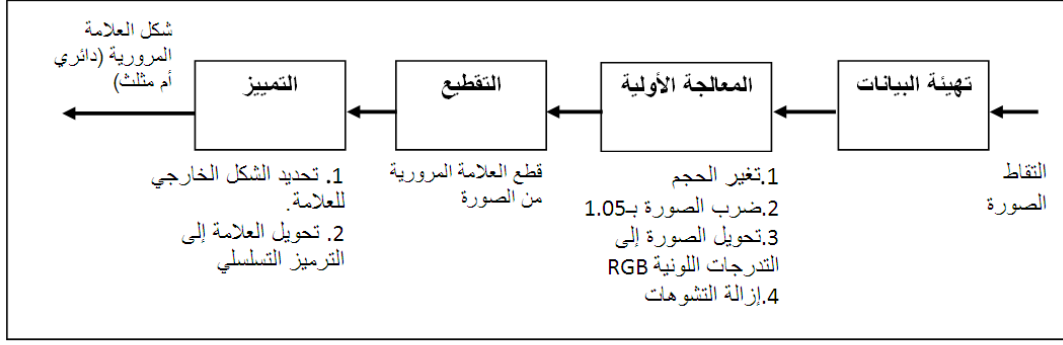 التقاط
الصورة
تهيئة البيانات
المعالجة الأولية
1.تغير الحجم
2.ضرب الصورة بـ1.05
3.تحويل الصورة إلى
التدرجات اللونية RGB
4.إزالة التشوهات
التقطيع
قطع العلامة المرورية
من الصورة
التمييز
1. تحديد الشكل الخارجي
للعلامة.
2. تحويل العلامة إلى
الترميز التسلسلي
شكل العلامة
المرورية (دائري
أم مثلث)